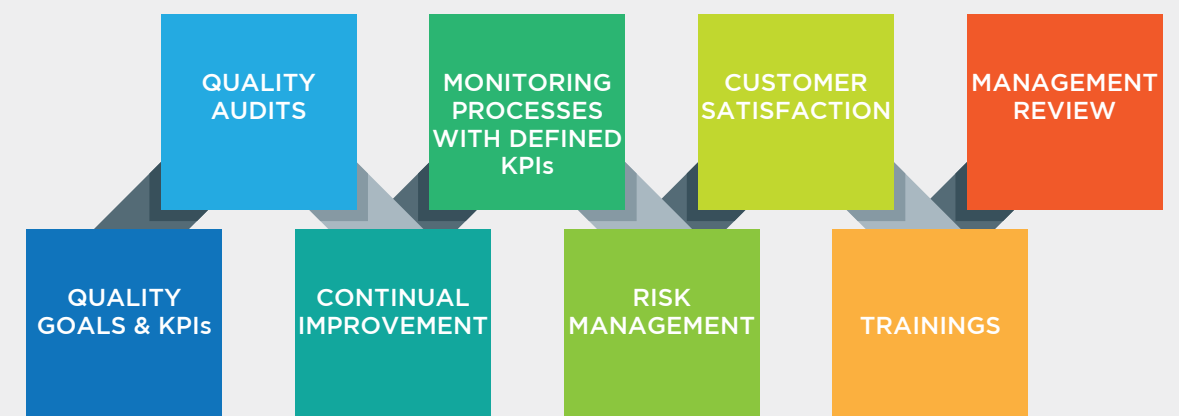 QUALITY
AUDITS
MONITORING
PROCESSES
WITH DEFINED
KPIs
CUSTOMER
SATISFACTION
MANAGEMENT
REVIEW
QUALITY
GOALS & KPIs
CONTINUAL
IMPROVEMENT
RISK
MANAGEMENT
TRAININGS